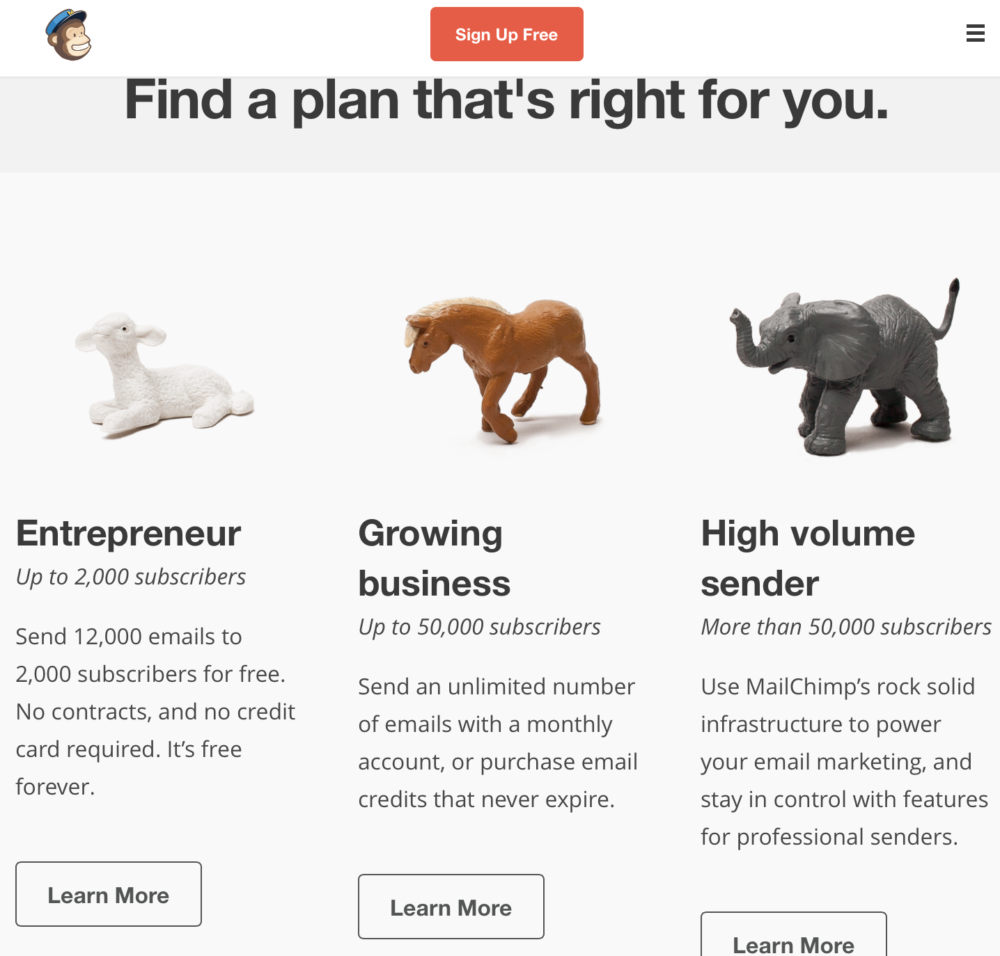 Sign Up Free
Find a plan that's right for you.
Entrepreneur
Up to 2,000 subscribers
Send 12,000 emails to
2,000 subscribers for free.
No contracts, and no credit
card required. It’s free
forever.
Learn More
Growing
business
Up to 50,000 subscribers
Send an unlimited number
of emails with a monthly
account, or purchase email
credits that never expire.
Learn More
High volume
sender
More than 50,000 subscribers
Use MailChimp’s rock solid
infrastructure to power
your email marketing, and
stay in control with features
for professional senders.
Learn More